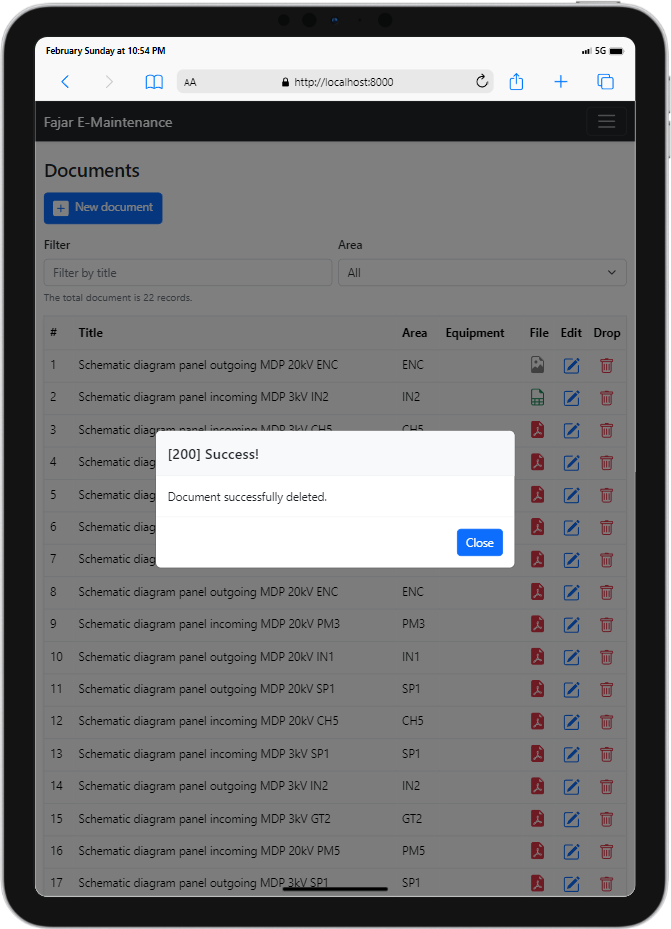 February Sunday at 10:54 PM 5G
AA http://localhost:8000
Fajar E-Maintenance
Documents
New document
Filter Area
Filter by title All
The total document is 22 records.
# Title Area Equipment File Edit Drop
1 Schematic diagram panel outgoing MDP 20kV ENC ENC
2 Schematic diagram panel incoming MDP 3kV IN2 IN2
3 Schematic diagram panel incoming MDP 3kV CH5 CH5
4 Schematic diag
[200] Success!
5 Schematic diag
Document successfully deleted.
6 Schematic diag
Close
7 Schematic diag
8 Schematic diagram panel outgoing MDP 20kV ENC ENC
9 Schematic diagram panel incoming MDP 20kV PM3 PM3
10 Schematic diagram panel outgoing MDP 20kV IN1 IN1
11 Schematic diagram panel outgoing MDP 20kV SP1 SP1
12 Schematic diagram panel incoming MDP 20kV CH5 CH5
13 Schematic diagram panel incoming MDP 3kV SP1 SP1
14 Schematic diagram panel outgoing MDP 3kV IN2 IN2
15 Schematic diagram panel incoming MDP 3kV GT2 GT2
16 Schematic diagram panel incoming MDP 20kV PM5 PM5
17 Schematic diagram panel outgoing MDP 3kV SP1 SP1